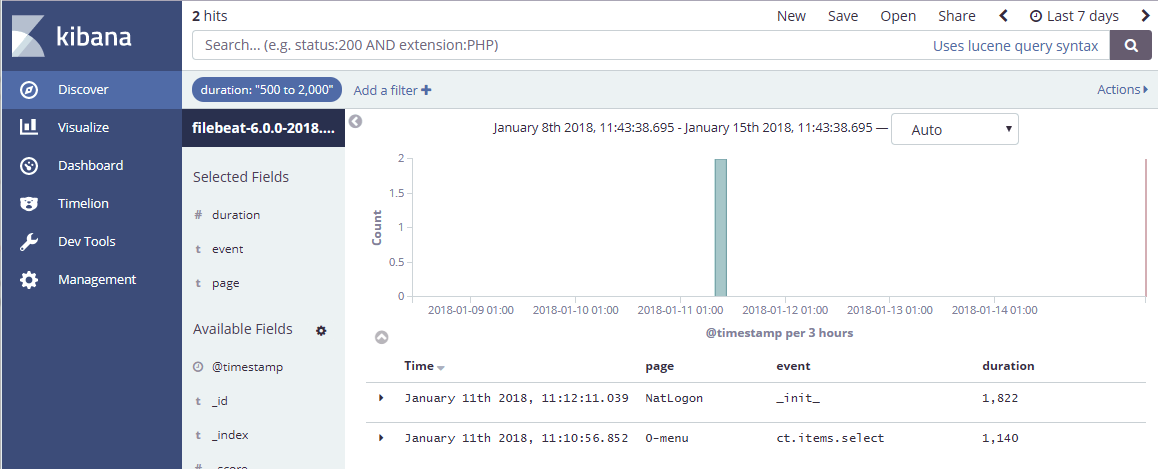 kibana
Discover
Visualize
Dashboard
Timelion
Dev Tools
Management
2 hits
New Save Open Share Last 7 days
Search... (e.g. status:200 AND extension:PHP) Uses lucene query syntax
duration: "500 to 2,000" Add a filter Actions
filebeat-6.0.0-2018....
Selected Fields
# duration
t event
t page
Available Fields
@timestamp
t _id
t _index
# _score
January 8th 2018, 11:43:38.695 - January 15th 2018, 11:43:38.695 — Auto
Count
2
1.5
1
0.5
0
2018-01-09 01:00 2018-01-10 01:00 2018-01-11 01:00 2018-01-12 01:00 2018-01-13 01:00 2018-01-14 01:00
@timestamp per 3 hours
Time page event duration
January 11th 2018, 11:12:11.039 NatLogon _init_ 1,822
January 11th 2018, 11:10:56.852 O-menu ct.items.select 1,140